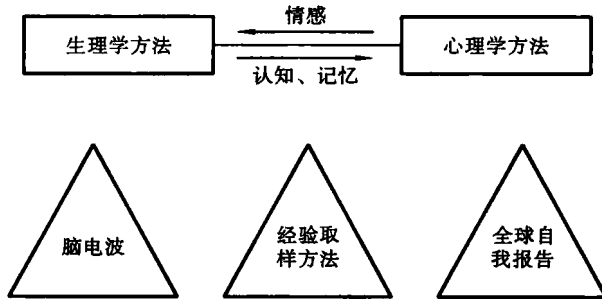 情感
生理学方法
心理学方法
认知、记忆
脑电波
经验取
样方法
全球自
我报告